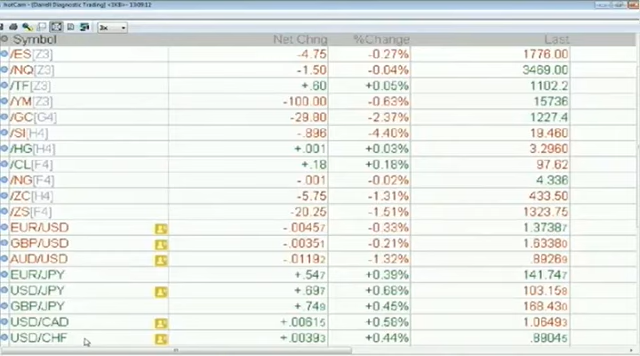 HotCam - [Darrell Diagnostic Trading] <3XB> - 130912
3x
Symbol Net Chng %Change Last
/ES[Z3] -4.75 -0.27% 1776.00
/NQ[Z3] -1.50 -0.04% 3469.00
/TF[Z3] +.60 +0.05% 1102.2
/YM[Z3] -100.00 -0.63% 15736
/GC[G4] -29.80 -2.37% 1227.4
/SI[H4] -.896 -4.40% 19.460
/HG[H4] +.001 +0.03% 3.2960
/CL[F4] +.18 +0.18% 97.62
/NG[F4] -.001 -0.02% 4.336
/ZC[H4] -5.75 -1.31% 433.50
/ZS[F4] -20.25 -1.51% 1323.75
EUR/USD -.00457 -0.33% 1.37387
GBP/USD -.00351 -0.21% 1.63380
AUD/USD -.01192 -1.32% .89269
EUR/JPY +.547 +0.39% 141.747
USD/JPY +.697 +0.68% 103.158
GBP/JPY +.749 +0.45% 168.430
USD/CAD +.00615 +0.58% 1.06493
USD/CHF +.00393 +0.44% .89045